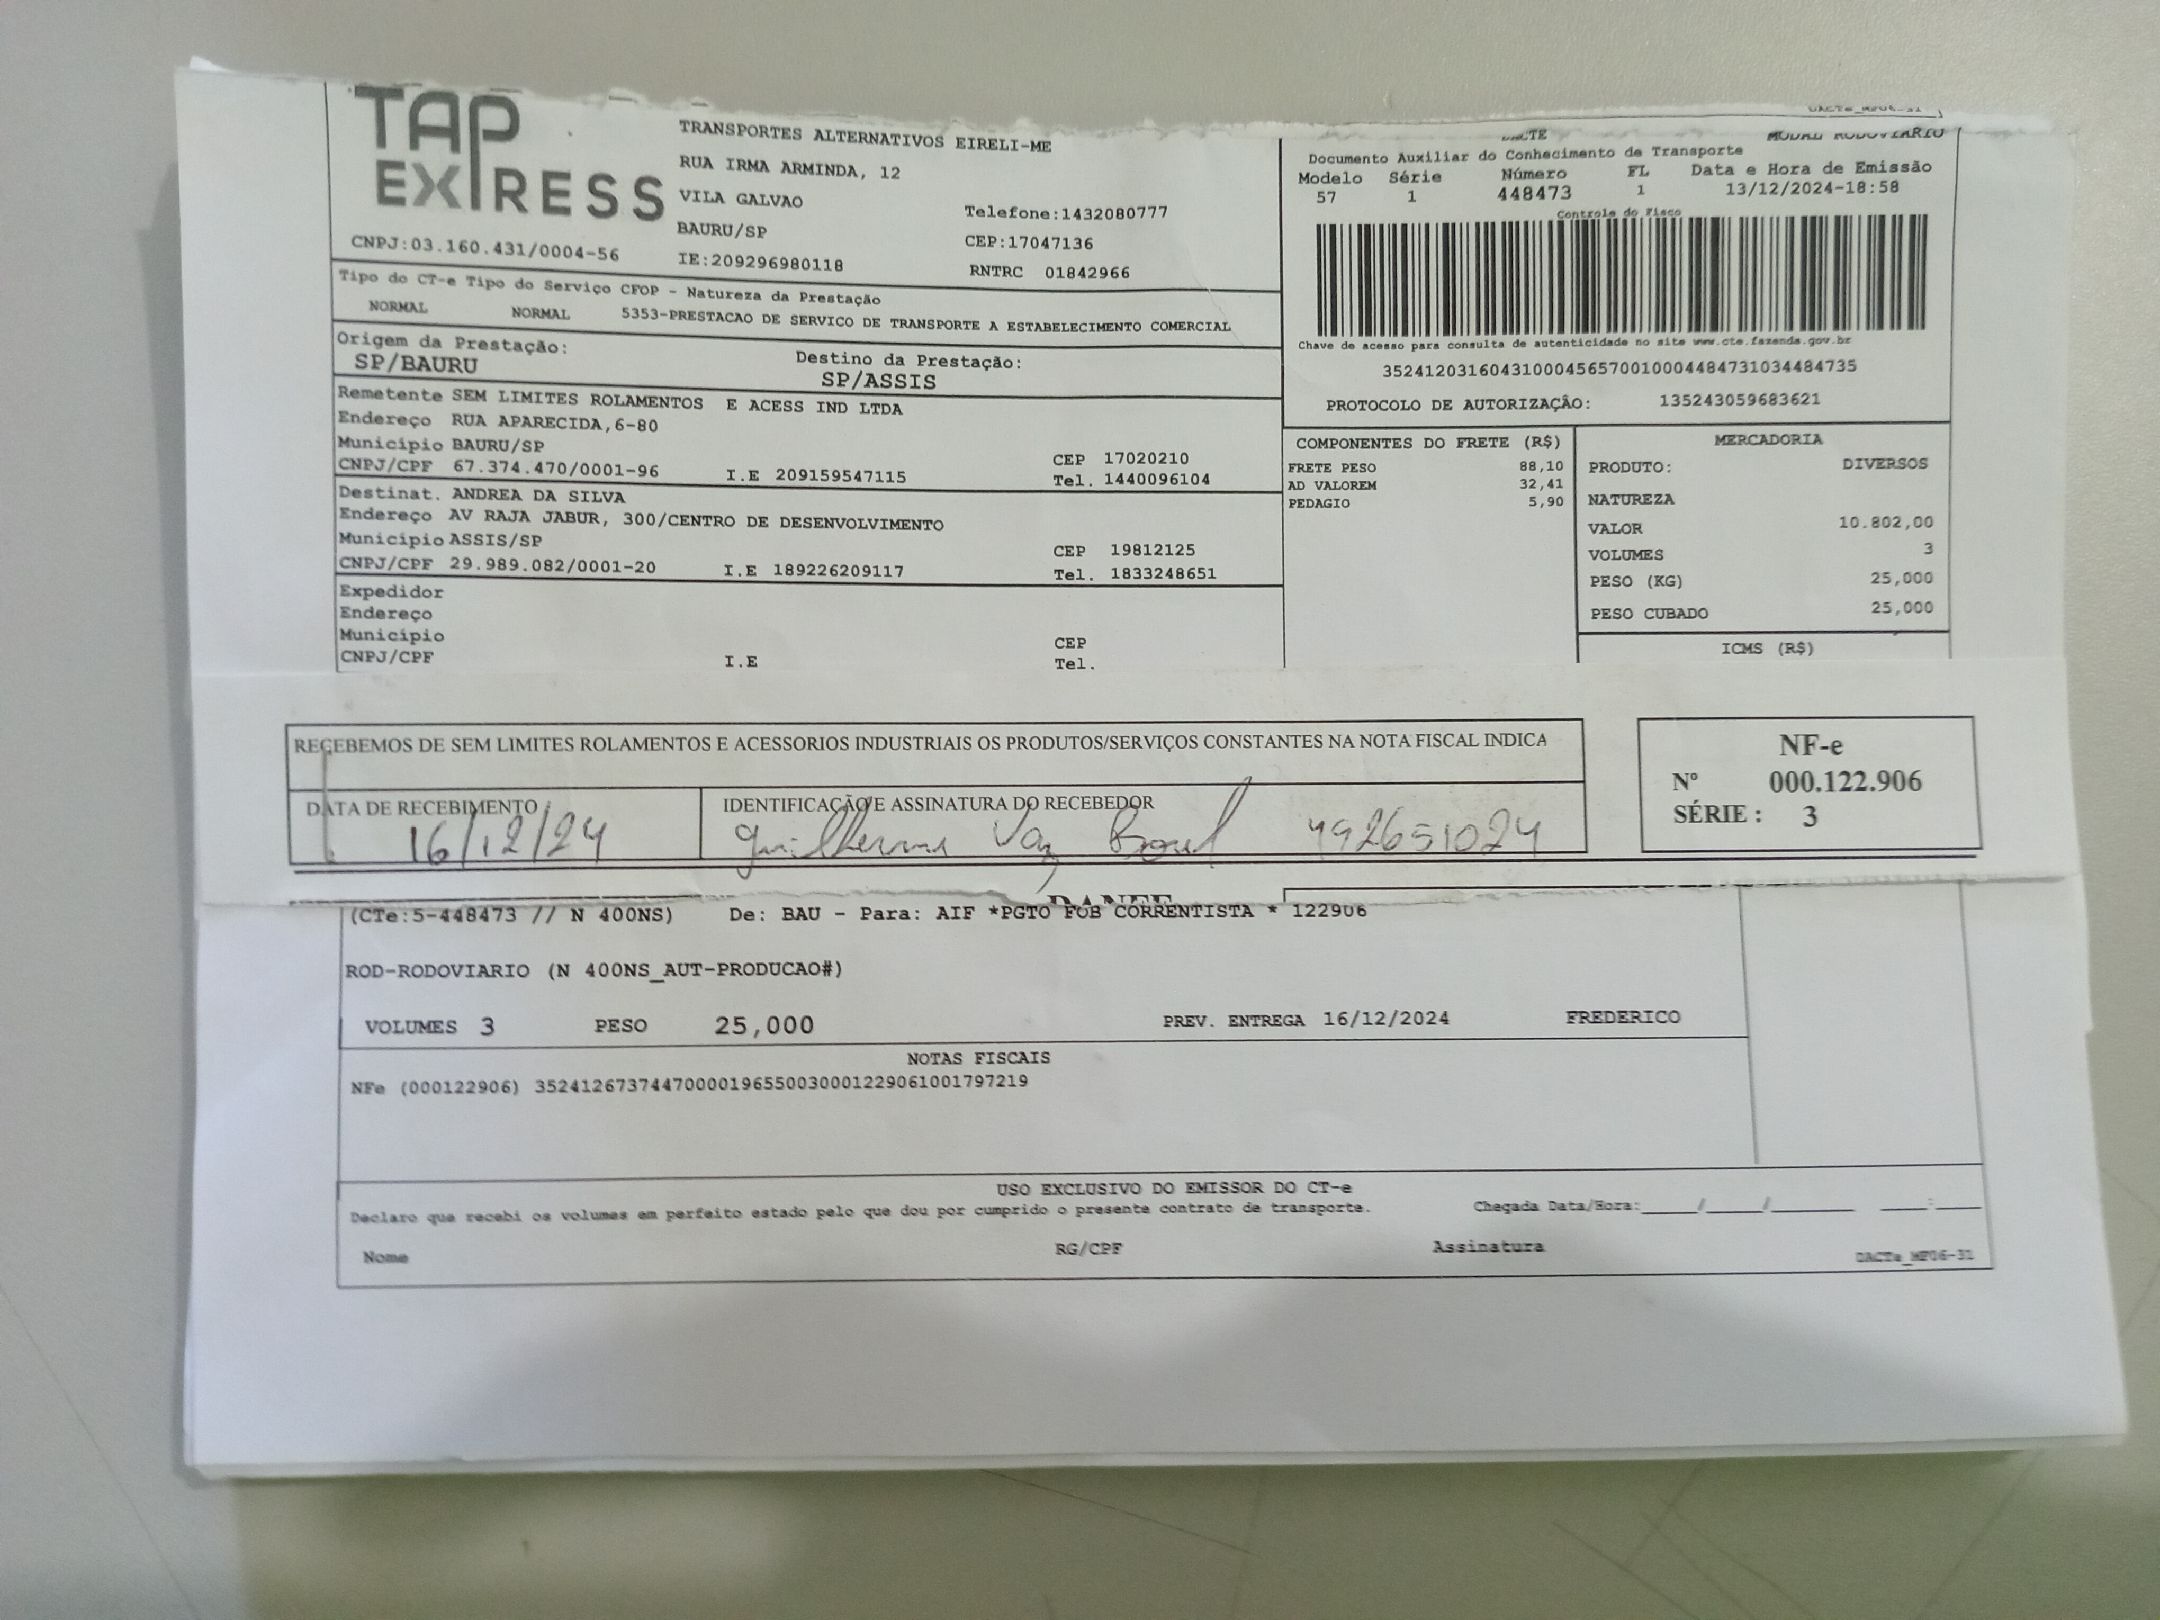 TAP
EXPRESS
CNPJ:03.160.431/0004-56
TRANSPORTES ALTERNATIVOS EIRELI-ME
RUA IRMA ARMINDA, 12
VILA GALVAO
BAURU/SP
IE:209296980118
Telefone:1432080777
CEP:17047136
RNTRC 01842966
MODAL RODOVIARIO
Documento Auxiliar do Conhecimento de Transporte
Modelo Série Número FL Data e Hora de Emissão
57 1 448473 1 13/12/2024-18:58
Controle do Fisco
Chave de acesso para consulta de autenticidade no site www.cte.fazenda.gov.br
35241203160431000456570010004484731034484735
PROTOCOLO DE AUTORIZAÇÃO: 135243059683621
Tipo do CT-e Tipo do Serviço CFOP - Natureza da Prestação
NORMAL NORMAL 5353-PRESTACAO DE SERVICO DE TRANSPORTE A ESTABELECIMENTO COMERCIAL
Origem da Prestação: Destino da Prestação:
SP/BAURU SP/ASSIS
Remetente SEM LIMITES ROLAMENTOS E ACESS IND LTDA
Endereço RUA APARECIDA,6-80
Município BAURU/SP CEP 17020210
CNPJ/CPF 67.374.470/0001-96 I.E 209159547115 Tel. 1440096104
Destinat. ANDREA DA SILVA
Endereço AV RAJA JABUR, 300/CENTRO DE DESENVOLVIMENTO
Município ASSIS/SP CEP 19812125
CNPJ/CPF 29.989.082/0001-20 I.E 189226209117 Tel. 1833248651
Expedidor
Endereço
Município CEP
CNPJ/CPF I.E Tel.
COMPONENTES DO FRETE (R$)
FRETE PESO 88,10
AD VALOREM 32,41
PEDAGIO 5,90
MERCADORIA
PRODUTO: DIVERSOS
NATUREZA
VALOR 10.802,00
VOLUMES 3
PESO (KG) 25,000
PESO CUBADO 25,000
ICMS (R$)
RECEBEMOS DE SEM LIMITES ROLAMENTOS E ACESSORIOS INDUSTRIAIS OS PRODUTOS/SERVIÇOS CONSTANTES NA NOTA FISCAL INDICA
DATA DE RECEBIMENTO
16/12/24
IDENTIFICAÇÃO E ASSINATURA DO RECEBEDOR
guilherme Vaz 492651024
NF-e
Nº 000.122.906
SÉRIE : 3
(CTe:5-448473 // N 400NS) De: BAU - Para: AIF *PGTO FOB CORRENTISTA * 122906
ROD-RODOVIARIO (N 400NS_AUT-PRODUCAO#)
VOLUMES 3 PESO 25,000 PREV. ENTREGA 16/12/2024 FREDERICO
NOTAS FISCAIS
NFe (000122906) 35241267374470000196550030001229061001797219
USO EXCLUSIVO DO EMISSOR DO CT-e
Declaro que recebi os volumes em perfeito estado pelo que dou por cumprido o presente contrato de transporte. Chegada Data/Hora:_____/_____/_______ ____:____
Nome RG/CPF Assinatura
DACTe_MF06-31